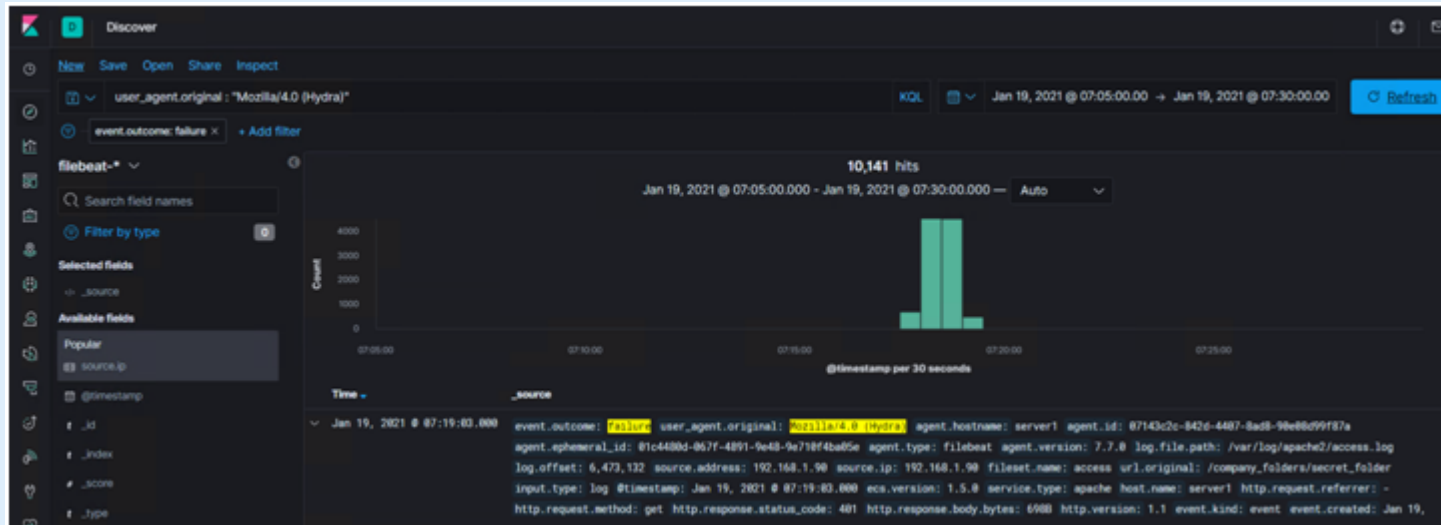 D Discover
New Save Open Share Inspect
user_agent.original : "Mozilla/4.0 (Hydra)" KQL Jan 19, 2021 @ 07:05:00.00 → Jan 19, 2021 @ 07:30:00.00 Refresh
event.outcome: failure × + Add filter
filebeat-*
10,141 hits
Jan 19, 2021 @ 07:05:00.000 - Jan 19, 2021 @ 07:30:00.000 — Auto
Search field names
Filter by type 0
Selected fields
_source
Available fields
Popular
source.ip
@timestamp
t _id
t _index
# _score
t _type
Count
4000
3000
2000
1000
0
07:05:00 07:10:00 07:15:00 07:20:00 07:25:00
@timestamp per 30 seconds
Time _source
Jan 19, 2021 @ 07:19:03.000 event.outcome: failure user_agent.original: Mozilla/4.0 (Hydra) agent.hostname: server1 agent.id:
agent.ephemeral_id: agent.type: filebeat agent.version: 7.7.0 log.file.path: /var/log/apache2/access.log
log.offset: 6,473,132 source.address: 192.168.1.90 source.ip: 192.168.1.90 fileset.name: access url.original: /company_folders/secret_folder
input.type: log @timestamp: Jan 19, 2021 @ 07:19:03.000 ecs.version: 1.5.0 service.type: apache host.name: server1 http.request.referrer: -
http.request.method: get http.response.status_code: 401 http.response.body.bytes: http.version: 1.1 event.kind: event event.created: Jan 19,